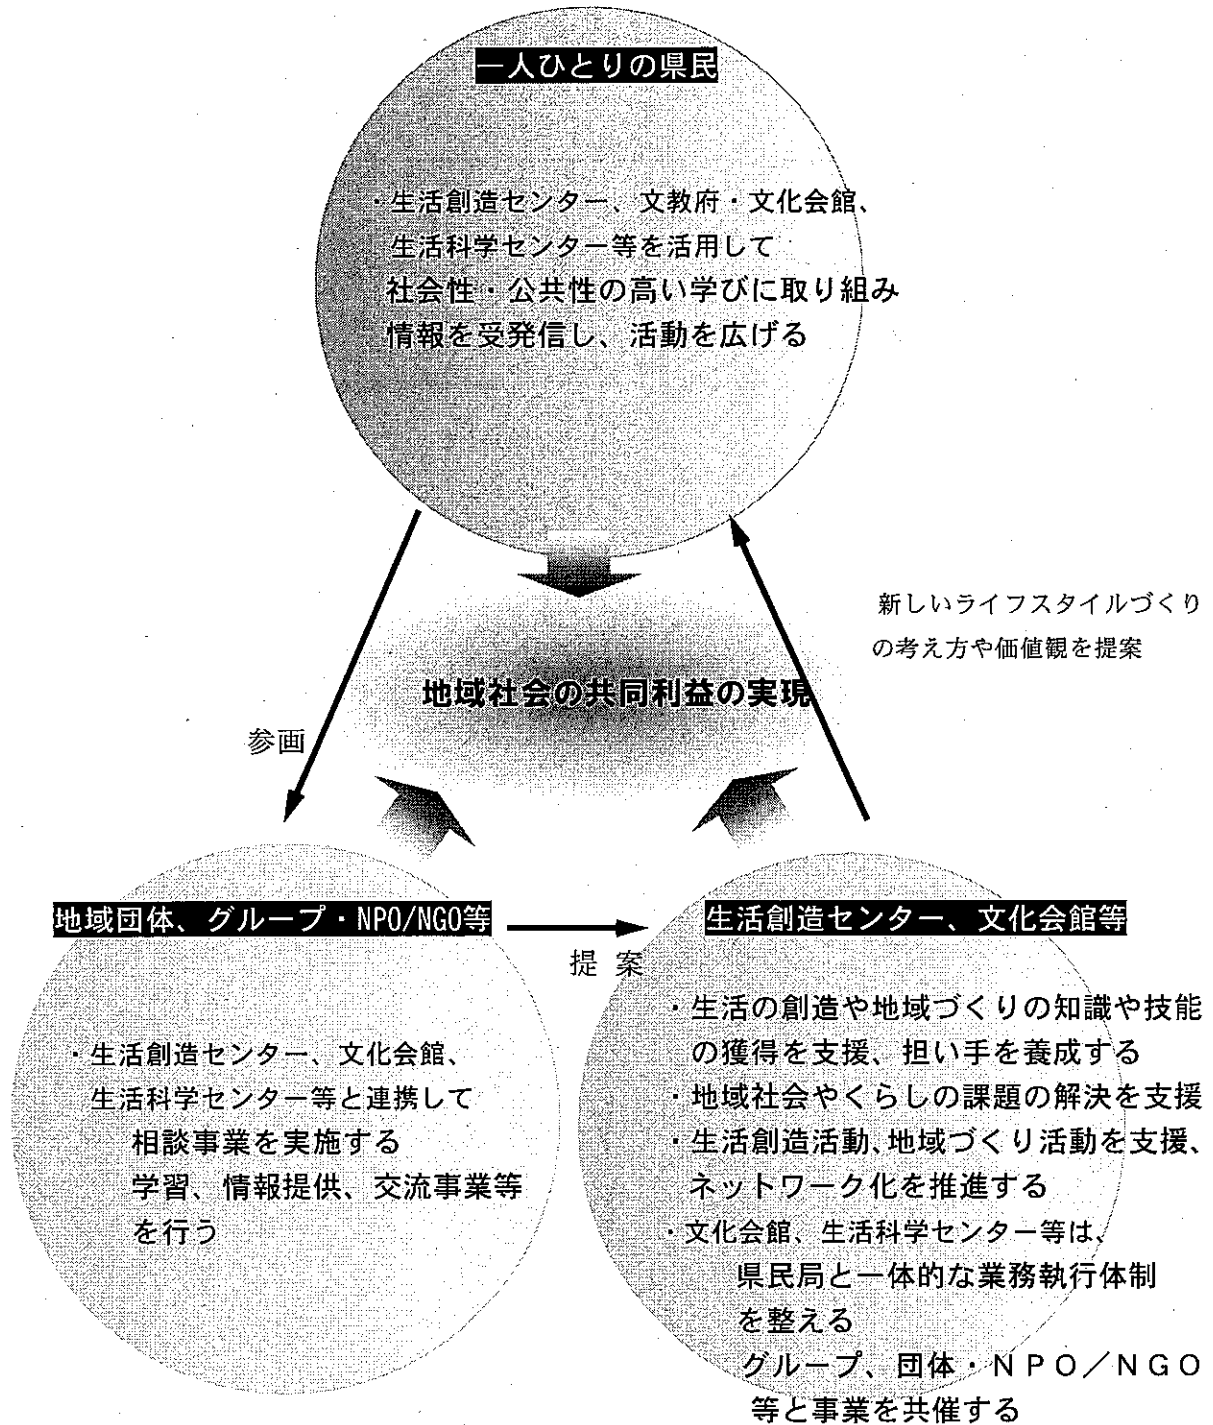 一人ひとりの県民
・生活創造センター、文教府・文化会館、
生活科学センター等を活用して
社会性・公共性の高い学びに取り組み
情報を受発信し、活動を広げる
新しいライフスタイルづくり
の考え方や価値観を提案
地域社会の共同利益の実現
参画
地域団体、グループ・NPO/NGO等
提 案
生活創造センター、文化会館等
・生活創造センター、文化会館、
生活科学センター等と連携して
相談事業を実施する
学習、情報提供、交流事業等
を行う
・生活の創造や地域づくりの知識や技能
の獲得を支援、担い手を養成する
・地域社会やくらしの課題の解決を支援
・生活創造活動、地域づくり活動を支援、
ネットワーク化を推進する
・文化会館、生活科学センター等は、
県民局と一体的な業務執行体制
を整える
グループ、団体・ＮＰＯ／ＮＧＯ
等と事業を共催する